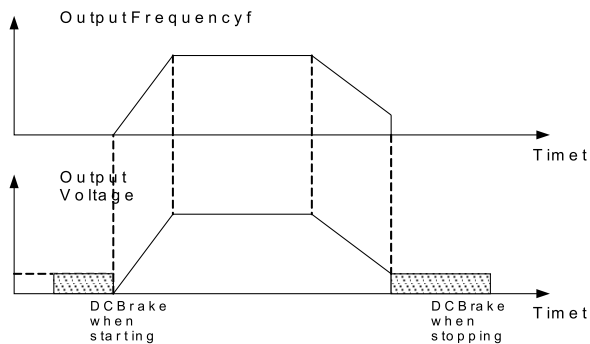 OutputFrequencyf
Timet
Output
Voltage
DCBrake
when
starting
DCBrake
when
stopping
Timet